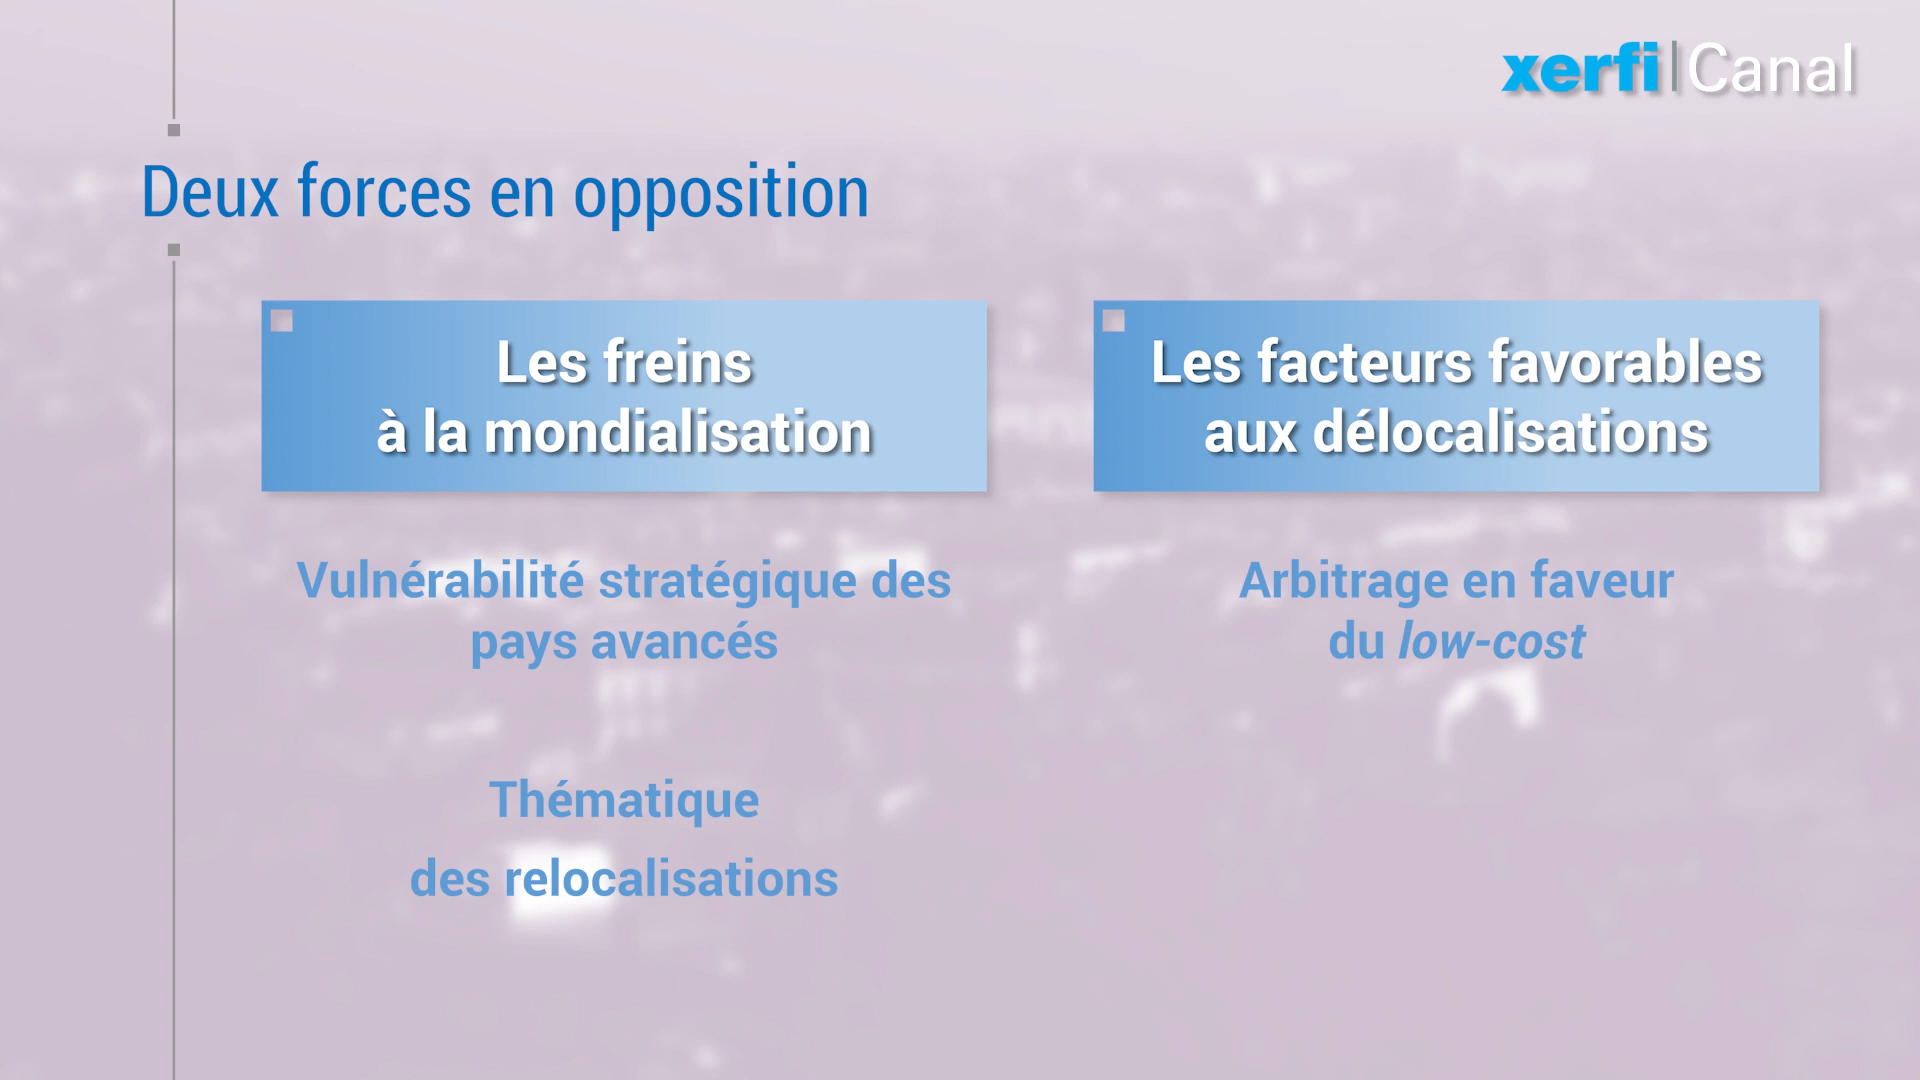 xerfi Canal
Deux forces en opposition
Les freins
à la mondialisation
Les facteurs favorables
aux délocalisations
Vulnérabilité stratégique des
pays avancés
Arbitrage en faveur
du low-cost
Thématique
des relocalisations